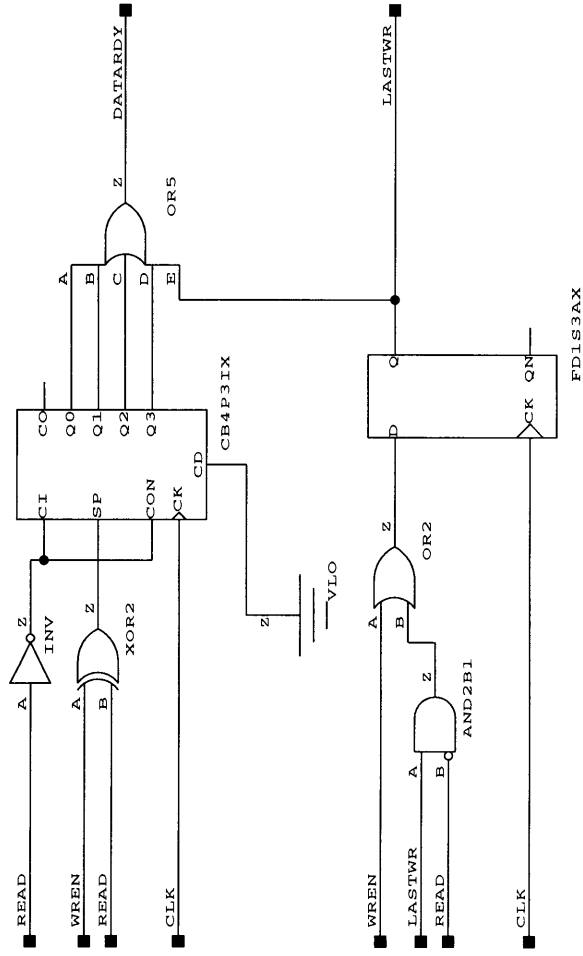 DATARDY
LASTWR
Z
OR5
A
B
C
D
E
CO
Q0
Q1
Q2
Q3
CB4P3IX
CD
CI
SP
CON
CK
Q
QN
FD1S3AX
D
CK
Z
INV
A
Z
XOR2
A
B
Z
VLO
Z
OR2
A
B
Z
AND2B1
A
B
READ
WREN
READ
CLK
WREN
LASTWR
READ
CLK